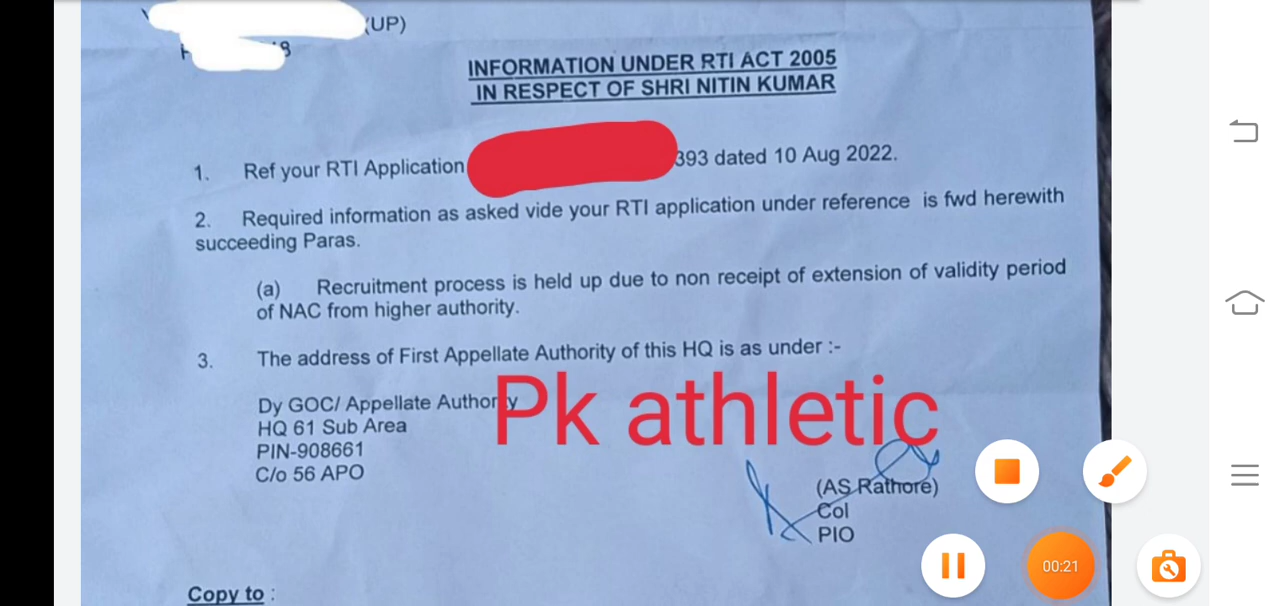 (UP)
8
INFORMATION UNDER RTI ACT 2005
IN RESPECT OF SHRI NITIN KUMAR
1. Ref your RTI Application 393 dated 10 Aug 2022.
2. Required information as asked vide your RTI application under reference is fwd herewith
succeeding Paras.
(a) Recruitment process is held up due to non receipt of extension of validity period
of NAC from higher authority.
3. The address of First Appellate Authority of this HQ is as under :-
Dy GOC/ Appellate Authority
HQ 61 Sub Area
PIN-908661
C/o 56 APO
Pk athletic
(AS Rathore)
Col
PIO
00:21
Copy to :